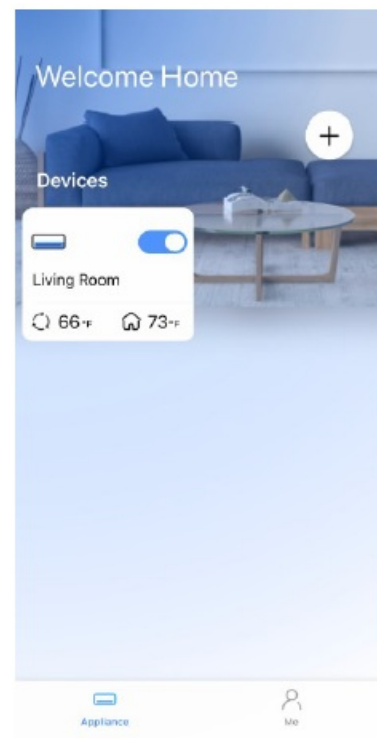 Welcome Home
+
Devices
Living Room
66°F 73°F
Appliance
Me